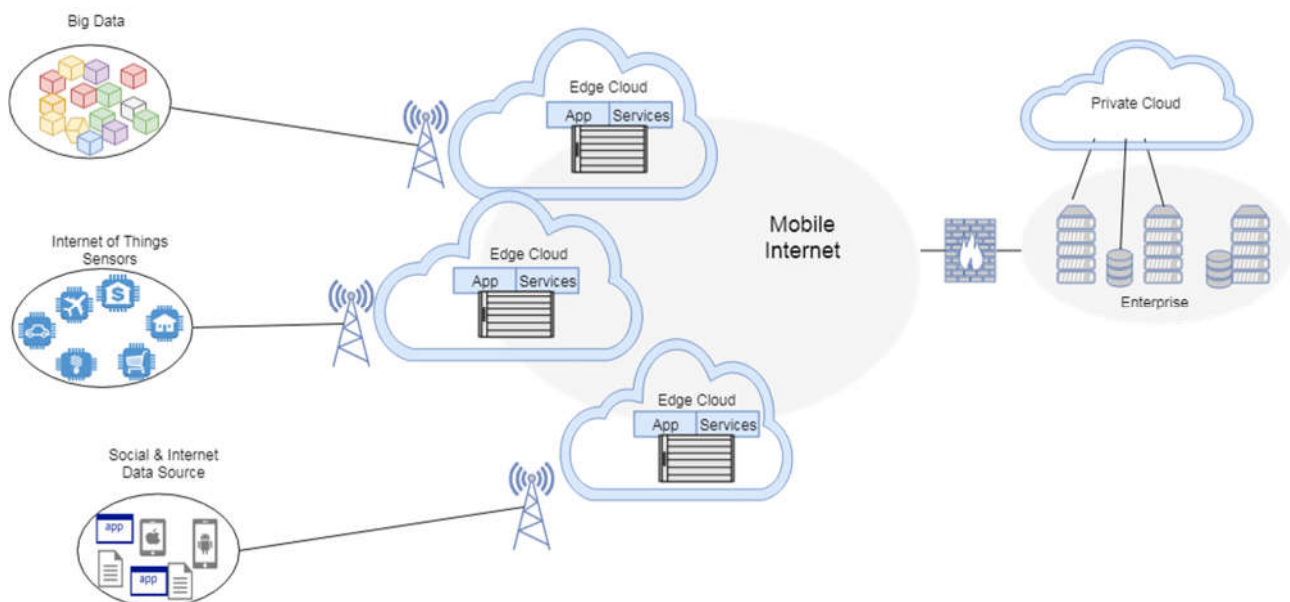 Big Data
Edge Cloud
App Services
Private Cloud
Mobile
Internet
Internet of Things
Sensors
$
Edge Cloud
App Services
Enterprise
Edge Cloud
App Services
Social & Internet
Data Source
app
app